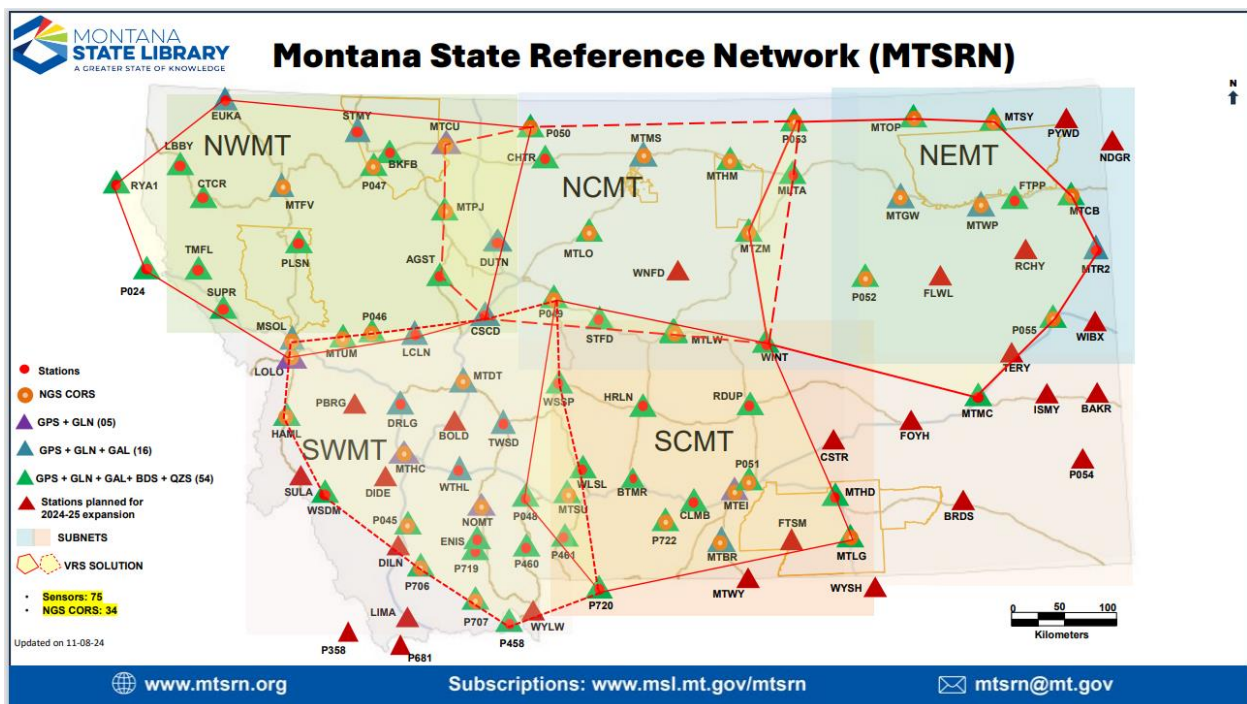 MONTANA
STATE LIBRARY
A GREATER STATE OF KNOWLEDGE
Montana State Reference Network (MTSRN)
N
EUKA
STMY
MTCU
P050
P053
MTOP
MTSY
PYWD
NDGR
NWMT
LBBY
BKFB
CHTR
MTMS
MTHM
NEMT
RYA1
CTCR
P047
NCMT
MLTA
FTPP
MTFV
MTPJ
MTGW
MTWP
MTCB
TMFL
PLSN
AGST
DUTN
MTLO
MTZM
RCHY
MTR2
P024
SUPR
WNFD
P052
FLWL
MSOL
P046
CSCD
P049
P055
MTUM
LCLN
STFD
MTLW
WINT
WIBX
LOLO
TERY
Stations
NGS CORS
GPS + GLN (05)
GPS + GLN + GAL (16)
GPS + GLN + GAL+ BDS + QZS (54)
Stations planned for
2024-25 expansion
SUBNETS
VRS SOLUTION
• Sensors: 75
• NGS CORS: 34
Updated on 11-08-24
MTDT
WSSP
PBRG
DRLG
HRLN
RDUP
MTMC
ISMY
BAKR
HAML
BOLD
TWSD
FOYH
SWMT
SCMT
CSTR
MTHC
P051
P054
SULA
DIDE
WTHL
WLSL
BTMR
WSDM
P048
MTSU
MTEI
MTHD
P045
NOMT
CLMB
BRDS
ENIS
P722
FTSM
DILN
P719
P460
P461
MTBR
MTLG
P706
LIMA
P707
P720
MTWY
WYSH
P458
WYLW
P358
P681
0 50 100
Kilometers
www.mtsrn.org
Subscriptions: www.msl.mt.gov/mtsrn
mtsrn@mt.gov